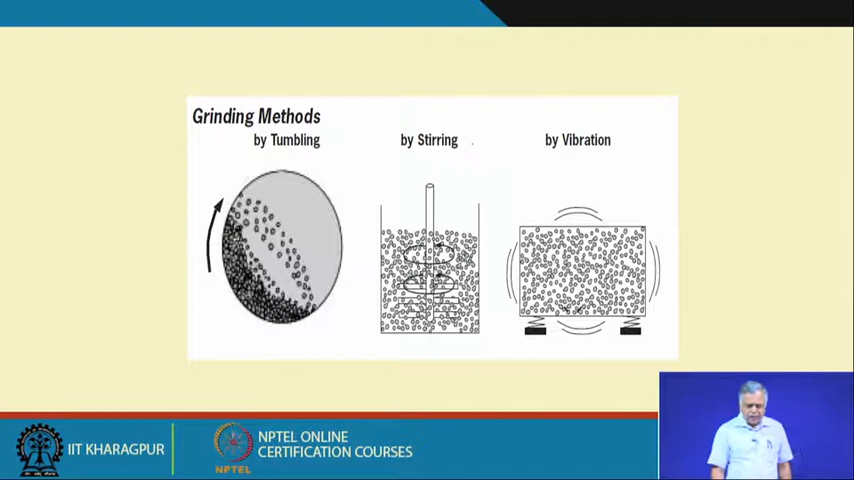 Grinding Methods
by Tumbling
by Stirring
by Vibration
IIT KHARAGPUR
NPTEL
NPTEL ONLINE
CERTIFICATION COURSES